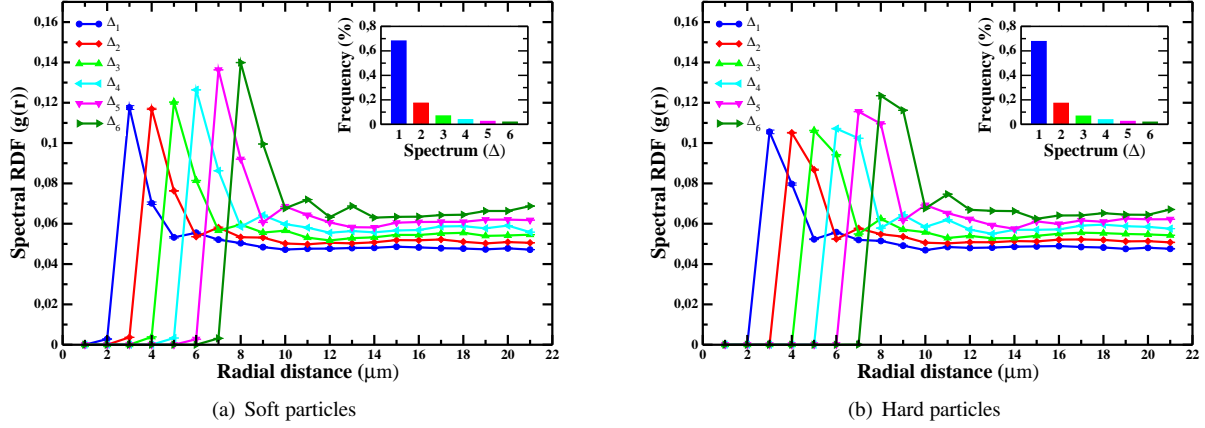 0,16
0,14
0,12
0,1
0,08
0,06
0,04
0,02
0
Spectral RDF (g(r))
Δ1
Δ2
Δ3
Δ4
Δ5
Δ6
0,8
0,6
0,4
0,2
0
Frequency (%)
1 2 3 4 5 6
Spectrum (Δ)
0 2 4 6 8 10 12 14 16 18 20 22
Radial distance (μm)
(a) Soft particles
0,16
0,14
0,12
0,1
0,08
0,06
0,04
0,02
0
Spectral RDF (g(r))
Δ1
Δ2
Δ3
Δ4
Δ5
Δ6
0,8
0,6
0,4
0,2
0
Frequency (%)
1 2 3 4 5 6
Spectrum (Δ)
0 2 4 6 8 10 12 14 16 18 20 22
Radial distance (μm)
(b) Hard particles